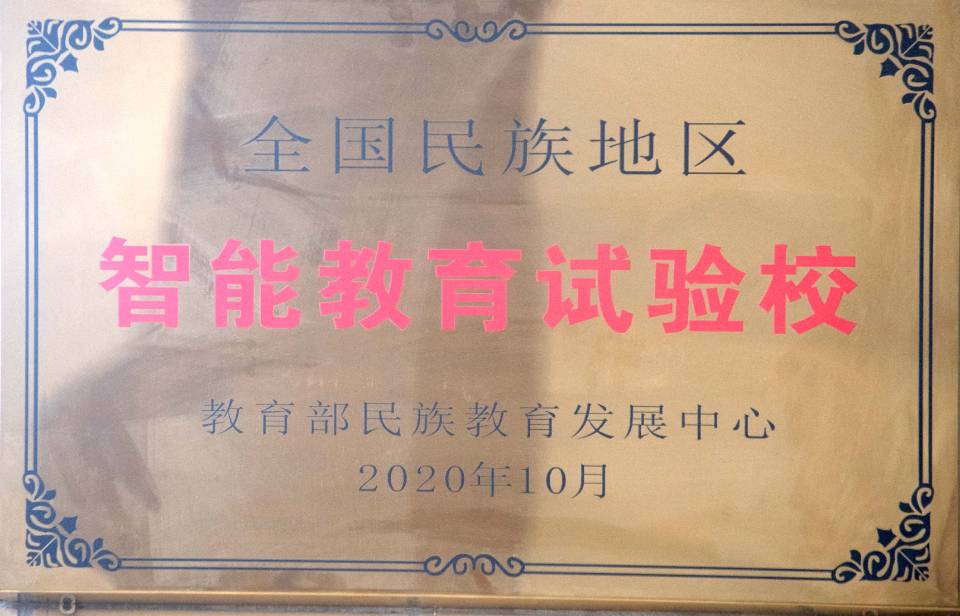 全国民族地区
智能教育试验校
教育部民族教育发展中心
2020年10月